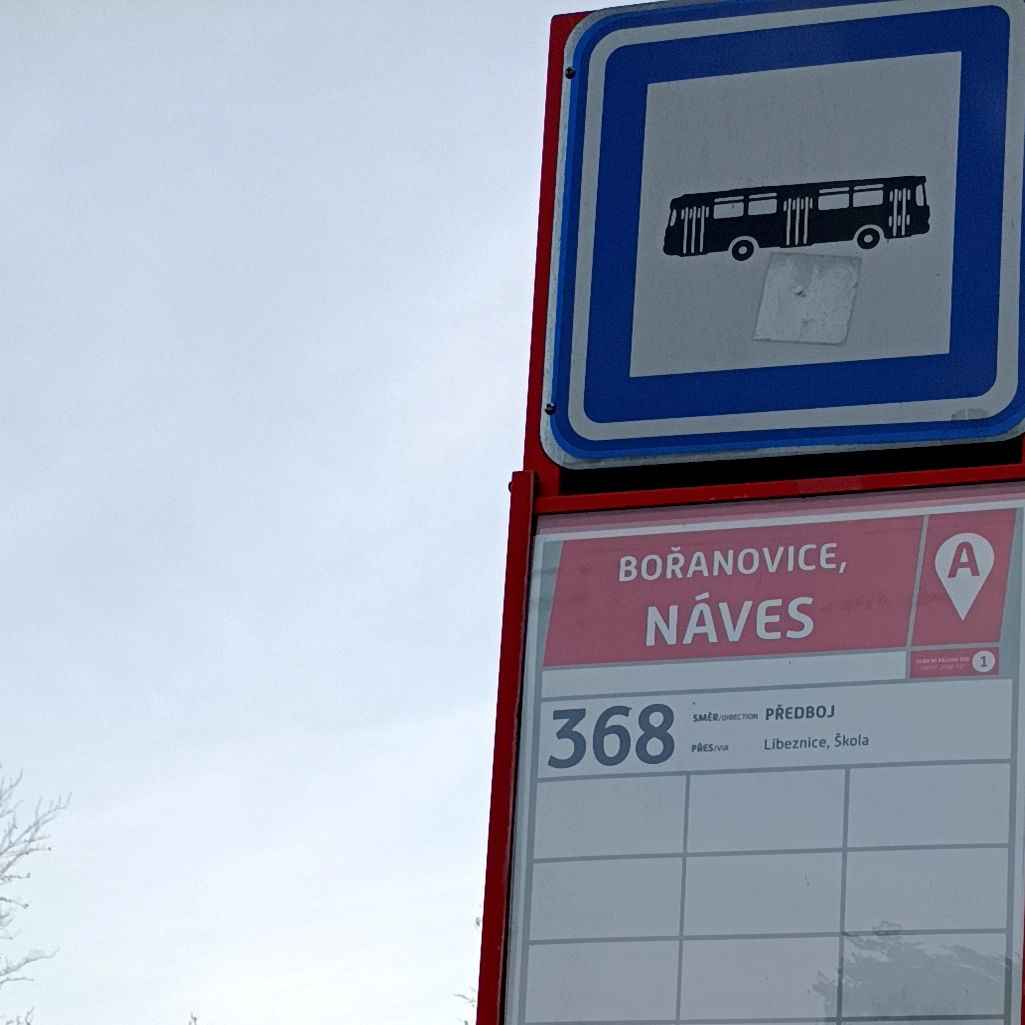 BOŘANOVICE,
NÁVES
A
1
368
SMĚR/DIRECTION PŘEDBOJ
PŘES/VIA Líbeznice, Škola